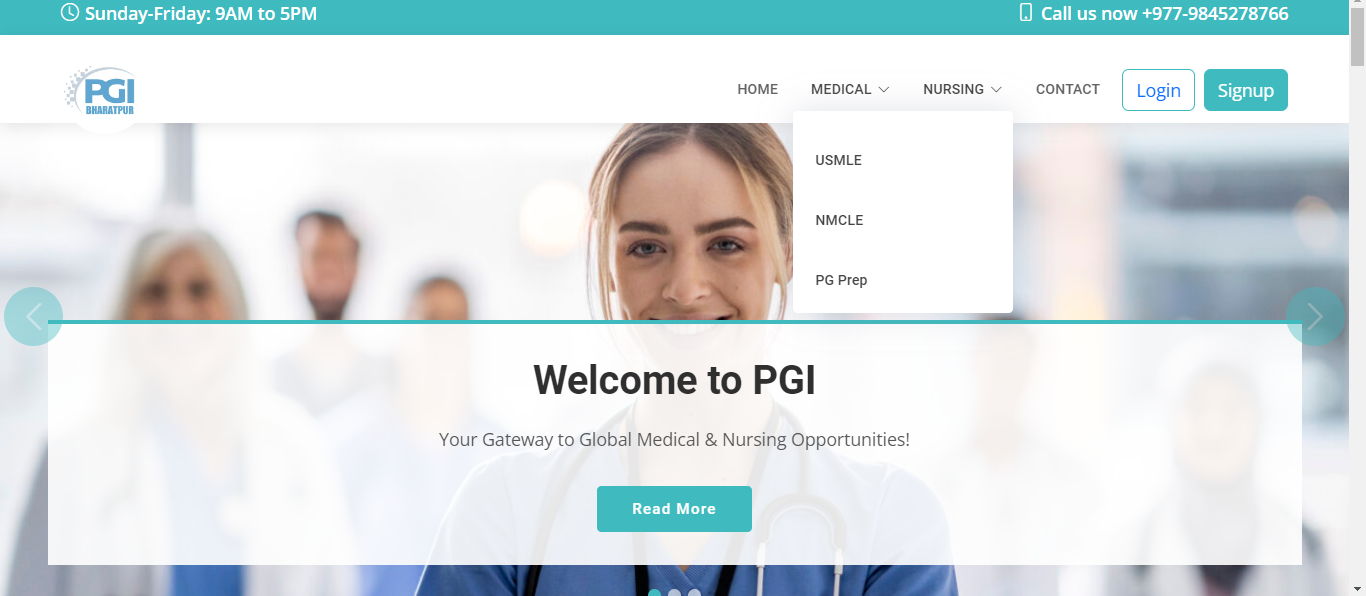 Sunday-Friday: 9AM to 5PM
Call us now +977-9845278766
PGI
BHARATPUR
HOME
MEDICAL
NURSING
CONTACT
Login
Signup
USMLE
NMCLE
PG Prep
Welcome to PGI
Your Gateway to Global Medical & Nursing Opportunities!
Read More